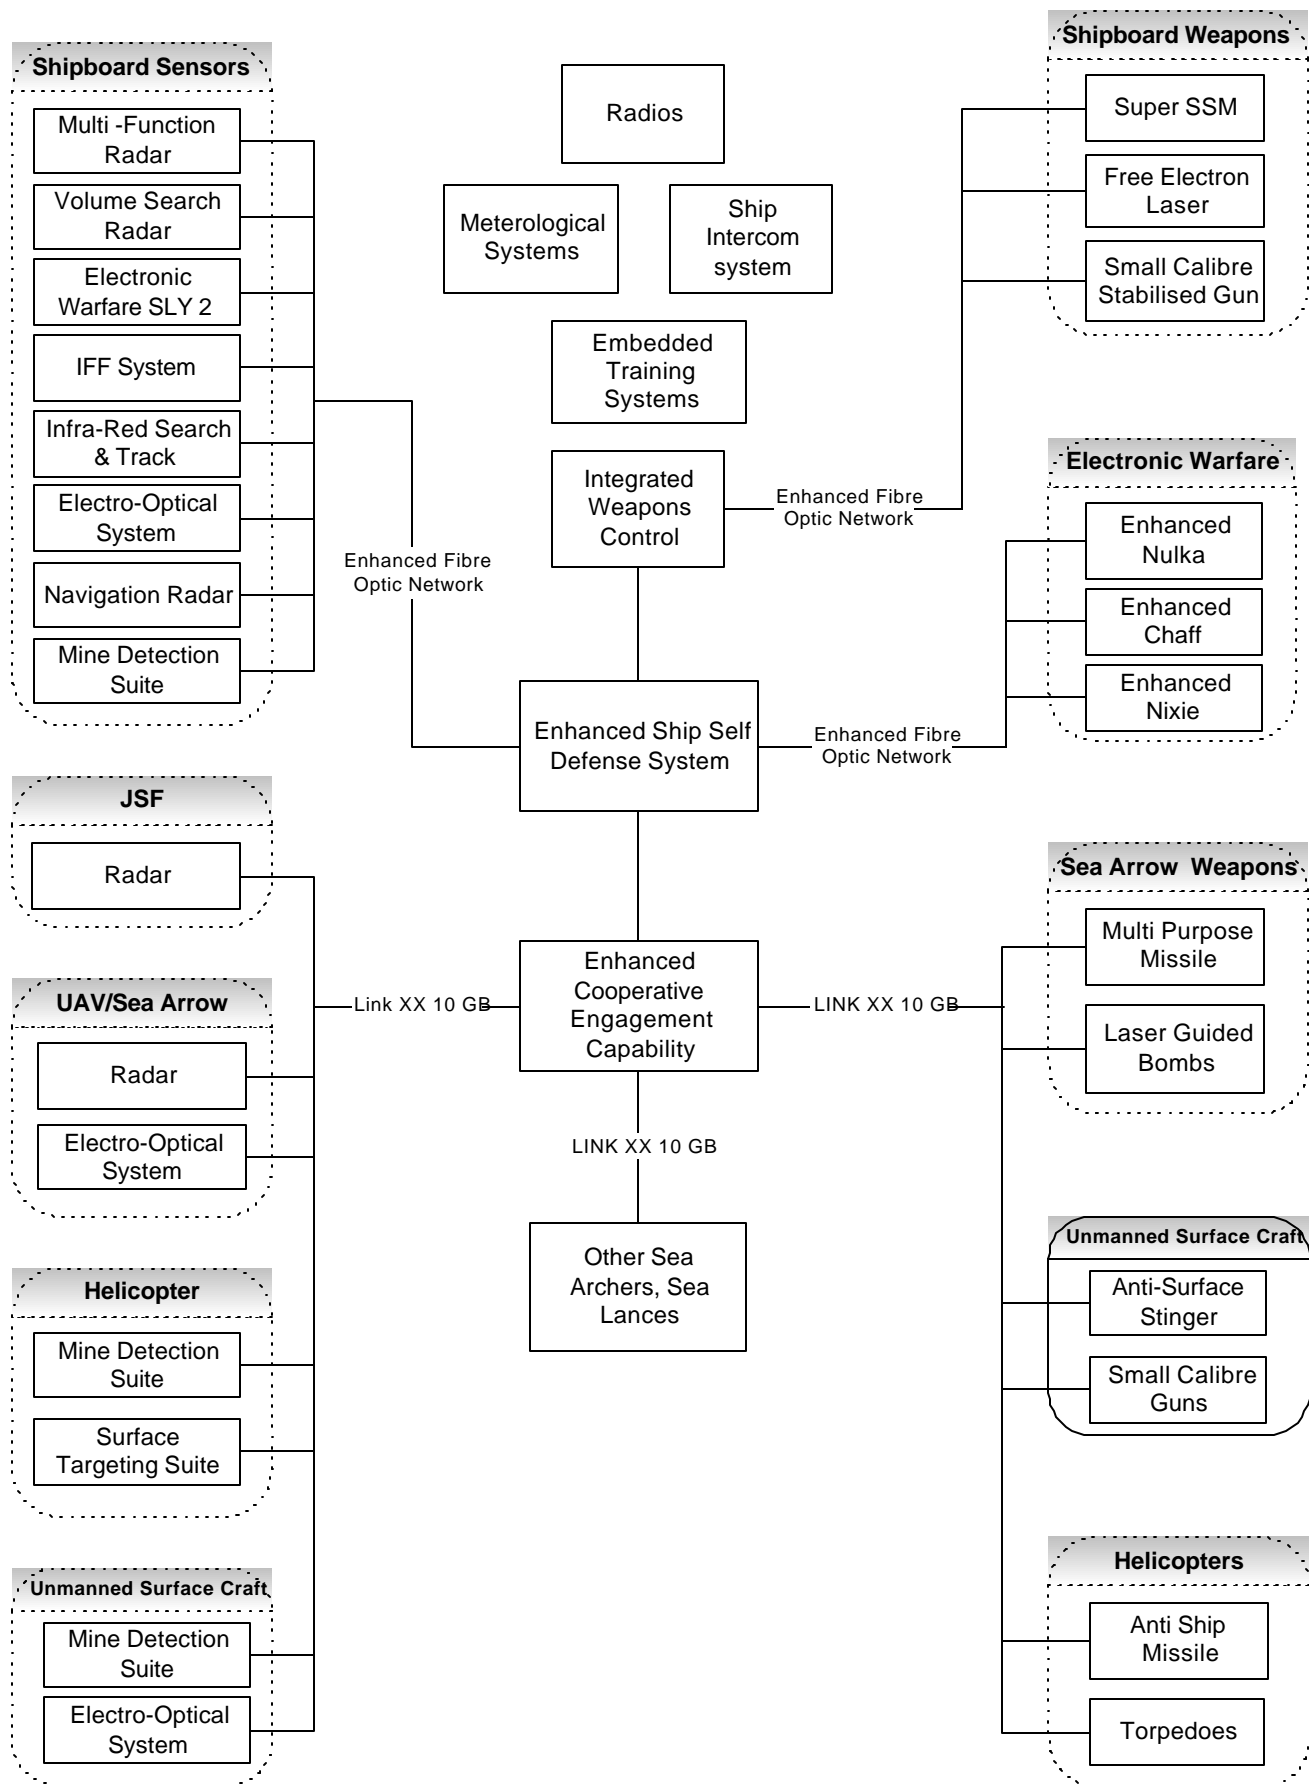 Shipboard Sensors
Multi -Function
Radar
Volume Search
Radar
Electronic
Warfare SLY 2
IFF System
Infra-Red Search
& Track
Electro-Optical
System
Navigation Radar
Mine Detection
Suite
Enhanced Fibre
Optic Network
JSF
Radar
UAV/Sea Arrow
Radar
Electro-Optical
System
Helicopter
Mine Detection
Suite
Surface
Targeting Suite
Unmanned Surface Craft
Mine Detection
Suite
Electro-Optical
System
Link XX 10 GB
Radios
Meterological
Systems
Ship
Intercom
system
Embedded
Training
Systems
Integrated
Weapons
Control
Enhanced Ship Self
Defense System
Enhanced
Cooperative
Engagement
Capability
LINK XX 10 GB
Other Sea
Archers, Sea
Lances
Enhanced Fibre
Optic Network
Shipboard Weapons
Super SSM
Free Electron
Laser
Small Calibre
Stabilised Gun
Enhanced Fibre
Optic Network
Electronic Warfare
Enhanced
Nulka
Enhanced
Chaff
Enhanced
Nixie
LINK XX 10 GB
Sea Arrow Weapons
Multi Purpose
Missile
Laser Guided
Bombs
Unmanned Surface Craft
Anti-Surface
Stinger
Small Calibre
Guns
Helicopters
Anti Ship
Missile
Torpedoes